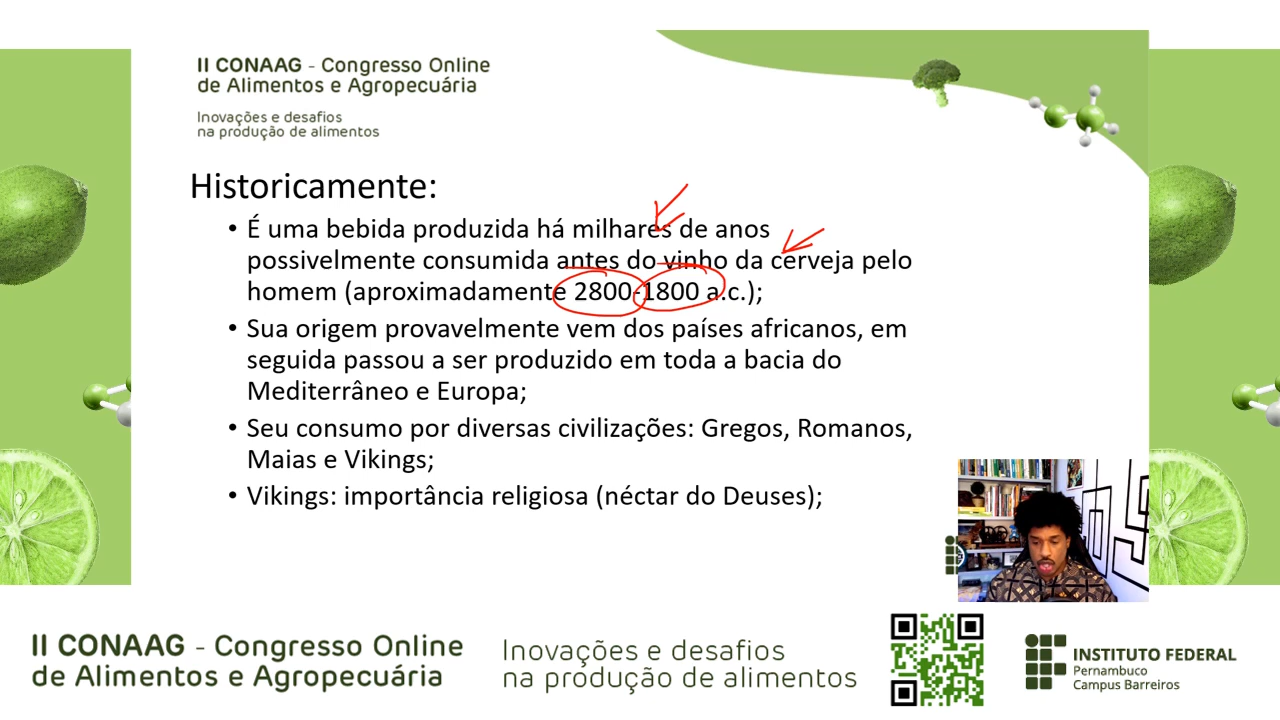 II CONAAG - Congresso Online
de Alimentos e Agropecuária
Inovações e desafios
na produção de alimentos
Historicamente:
• É uma bebida produzida há milhares de anos
possivelmente consumida antes do vinho da cerveja pelo
homem (aproximadamente 2800-1800 a.c.);
• Sua origem provavelmente vem dos países africanos, em
seguida passou a ser produzido em toda a bacia do
Mediterrâneo e Europa;
• Seu consumo por diversas civilizações: Gregos, Romanos,
Maias e Vikings;
• Vikings: importância religiosa (néctar do Deuses);
II CONAAG - Congresso Online
de Alimentos e Agropecuária
Inovações e desafios
na produção de alimentos
INSTITUTO FEDERAL
Pernambuco
Campus Barreiros